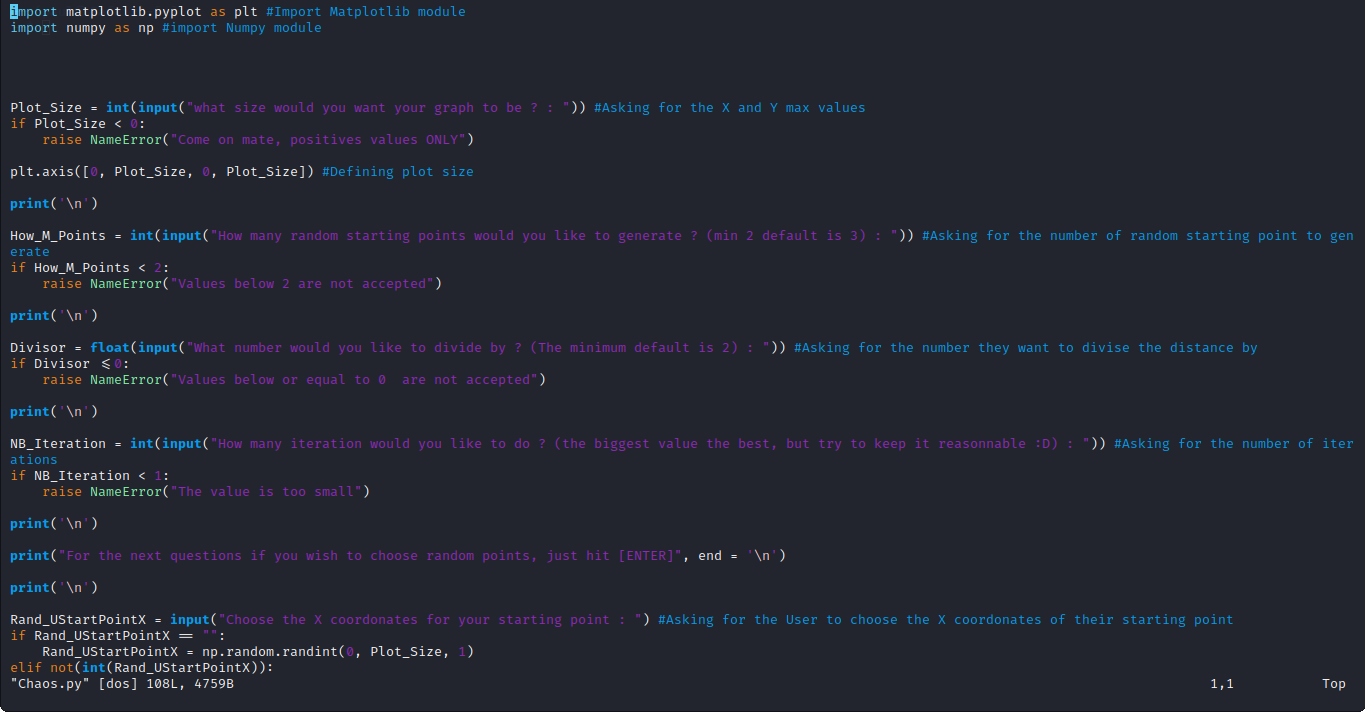 import matplotlib.pyplot as plt #Import Matplotlib module
import numpy as np #import Numpy module
Plot_Size = int(input("what size would you want your graph to be ? : ")) #Asking for the X and Y max values
if Plot_Size < 0:
    raise NameError("Come on mate, positives values ONLY")
plt.axis([0, Plot_Size, 0, Plot_Size]) #Defining plot size
print('\n')
How_M_Points = int(input("How many random starting points would you like to generate ? (min 2 default is 3) : ")) #Asking for the number of random starting point to gen
erate
if How_M_Points < 2:
    raise NameError("Values below 2 are not accepted")
print('\n')
Divisor = float(input("What number would you like to divide by ? (The minimum default is 2) : ")) #Asking for the number they want to divise the distance by
if Divisor <=0:
    raise NameError("Values below or equal to 0  are not accepted")
print('\n')
NB_Iteration = int(input("How many iteration would you like to do ? (the biggest value the best, but try to keep it reasonnable :D) : ")) #Asking for the number of iter
ations
if NB_Iteration < 1:
    raise NameError("The value is too small")
print('\n')
print("For the next questions if you wish to choose random points, just hit [ENTER]", end = '\n')
print('\n')
Rand_UStartPointX = input("Choose the X coordonates for your starting point : ") #Asking for the User to choose the X coordonates of their starting point
if Rand_UStartPointX == "":
    Rand_UStartPointX = np.random.randint(0, Plot_Size, 1)
elif not(int(Rand_UStartPointX)):
"Chaos.py" [dos] 108L, 4759B 1,1 Top